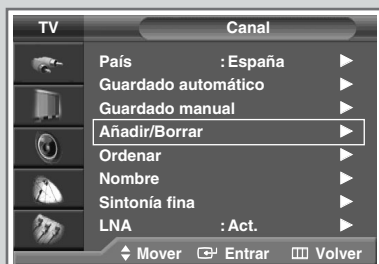 TV Canal
País : España
Guardado automático
Guardado manual
Añadir/Borrar
Ordenar
Nombre
Sintonía fina
LNA : Act.
Mover Entrar Volver